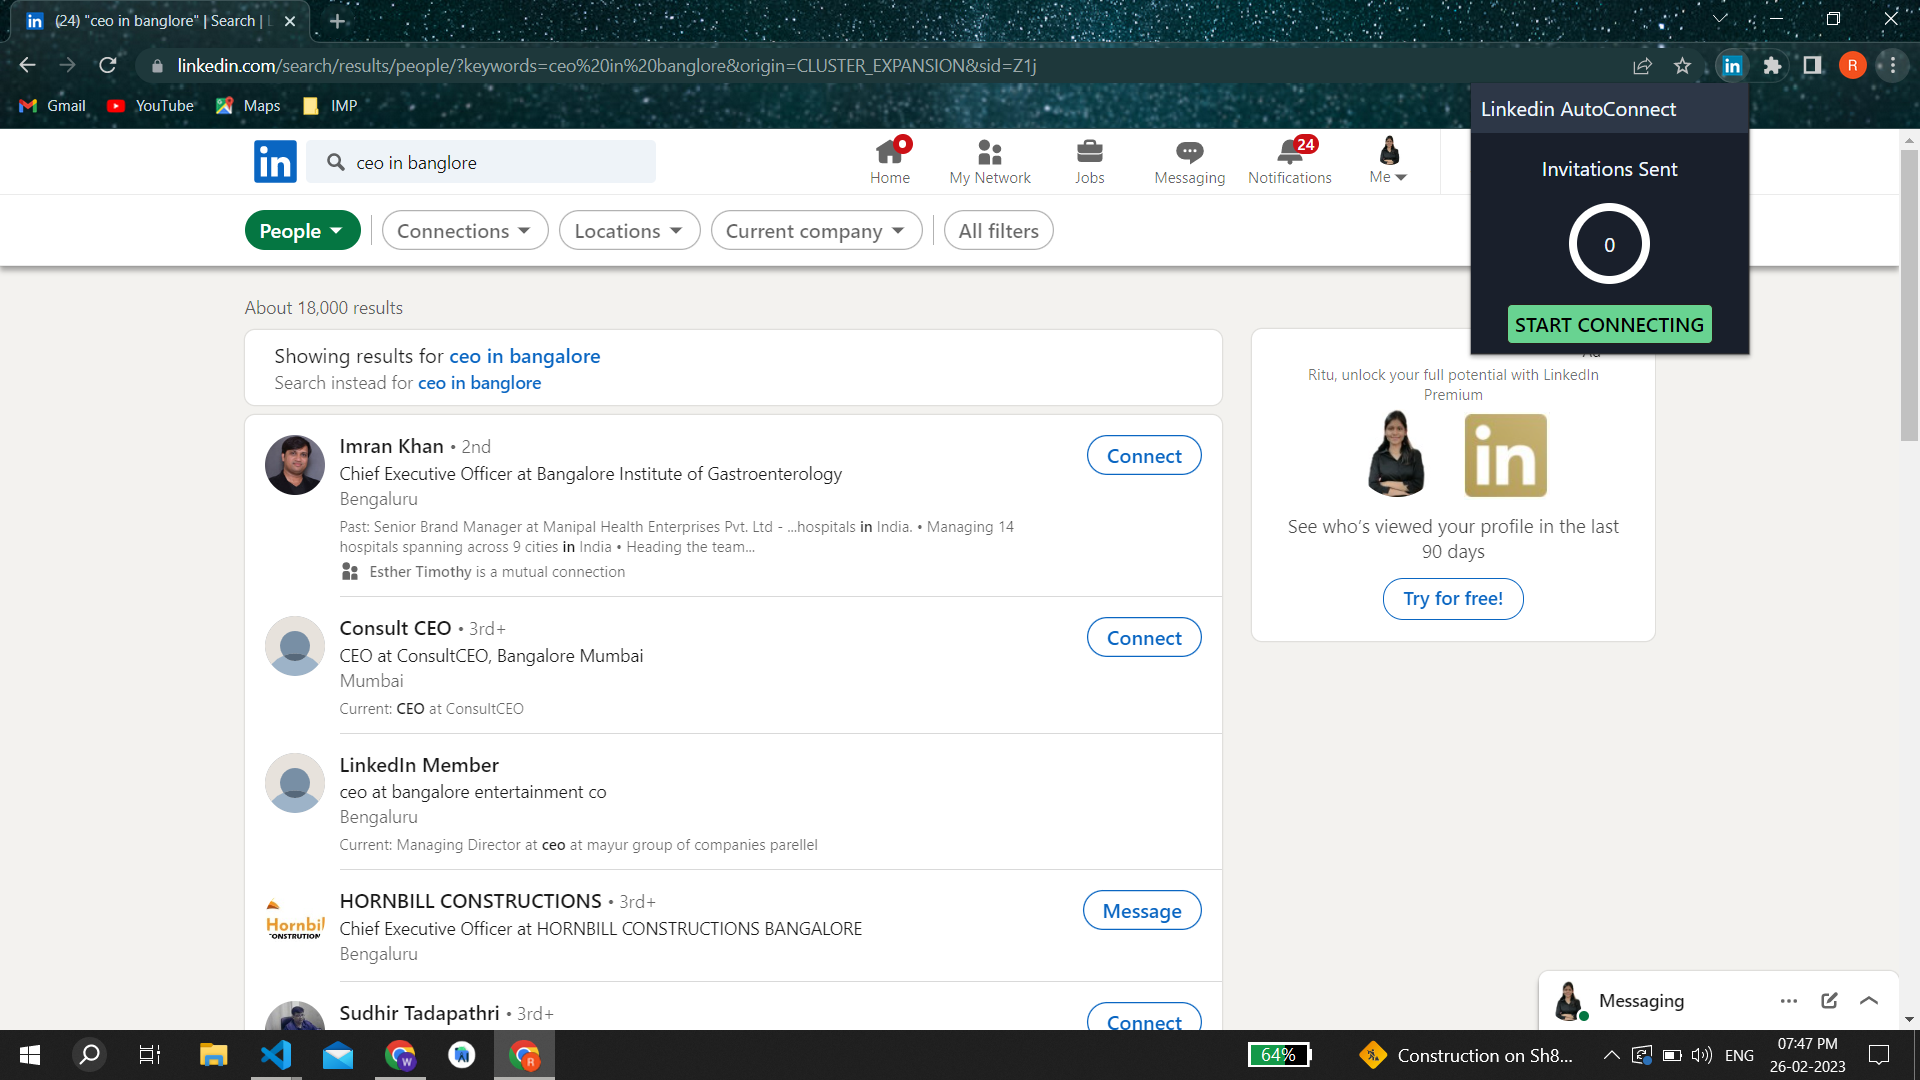 (24) "ceo in banglore" | Search |
linkedin.com/search/results/people/?keywords=ceo%20in%20banglore&origin=CLUSTER_EXPANSION&sid=Z1j
R
Gmail
YouTube
Maps
IMP
Linkedin AutoConnect
Invitations Sent
0
START CONNECTING
in
ceo in banglore
Home
My Network
Jobs
Messaging
24
Notifications
Me
People
Connections
Locations
Current company
All filters
About 18,000 results
Showing results for ceo in bangalore
Search instead for ceo in banglore
Imran Khan • 2nd
Connect
Chief Executive Officer at Bangalore Institute of Gastroenterology
Bengaluru
Past: Senior Brand Manager at Manipal Health Enterprises Pvt. Ltd - ...hospitals in India. • Managing 14
hospitals spanning across 9 cities in India • Heading the team...
Esther Timothy is a mutual connection
Consult CEO • 3rd+
Connect
CEO at ConsultCEO, Bangalore Mumbai
Mumbai
Current: CEO at ConsultCEO
LinkedIn Member
ceo at bangalore entertainment co
Bengaluru
Current: Managing Director at ceo at mayur group of companies parellel
HORNBILL CONSTRUCTIONS • 3rd+
Message
Chief Executive Officer at HORNBILL CONSTRUCTIONS BANGALORE
Bengaluru
Sudhir Tadapathri • 3rd+
Connect
Ad
Ritu, unlock your full potential with LinkedIn
Premium
in
See who's viewed your profile in the last
90 days
Try for free!
Messaging
64%
Construction on Sh8...
ENG
07:47 PM
26-02-2023